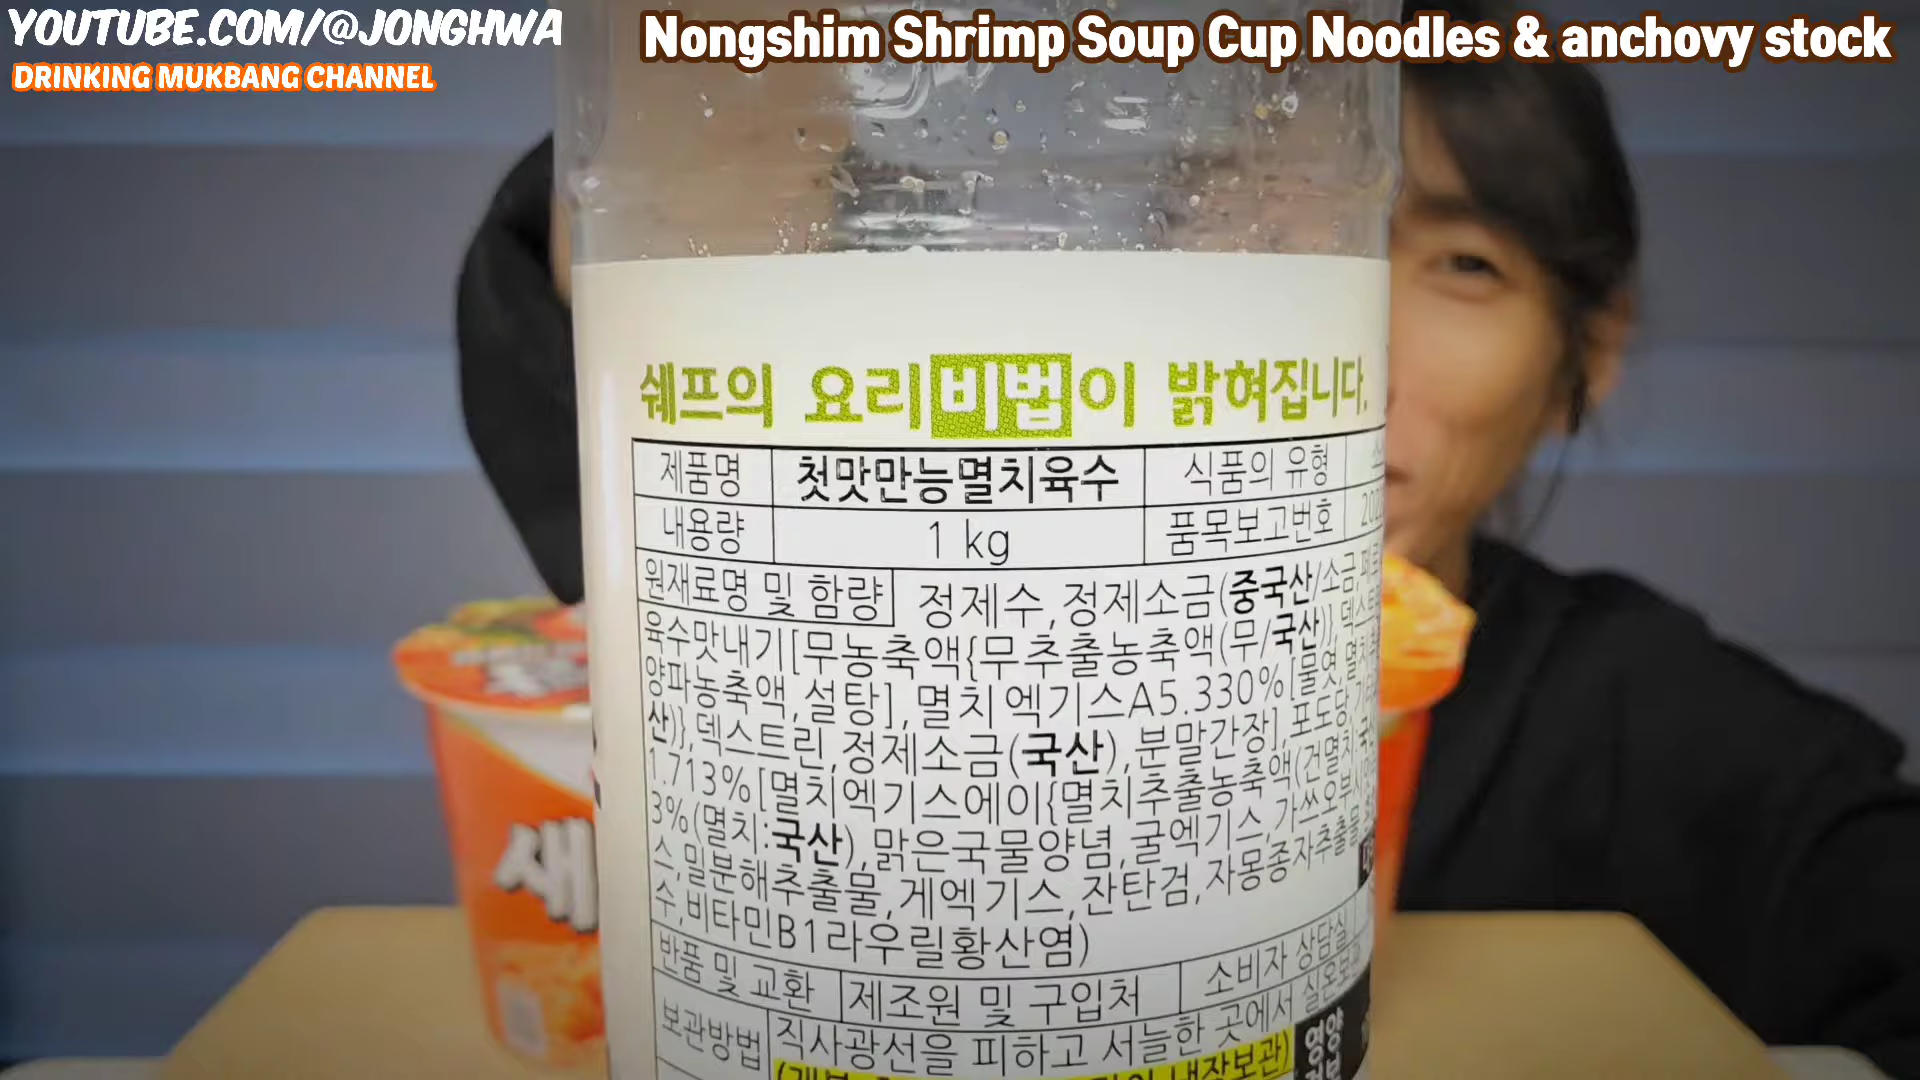 YOUTUBE.COM/@JONGHWA
DRINKING MUKBANG CHANNEL
Nongshim Shrimp Soup Cup Noodles & anchovy stock
쉐프의 요리비법이 밝혀집니다.
제품명 첫맛만능멸치육수 식품의 유형
내용량 1 kg 품목보고번호
원재료명 및 함량 정제수,정제소금(중국산/소금,
육수맛내기[무농축액{무추출농축액(무/국산)},
양파농축액,설탕],멸치엑기스A5.330%[물엿,
산)},덱스트린,정제소금(국산),분말간장],포도당,
1.713%[멸치엑기스에이{멸치추출농축액(건멸치:
3%(멸치:국산),맑은국물양념,굴엑기스,가쓰오부시
스,밀분해추출물,게엑기스,잔탄검,자몽종자추출물
수,비타민B1라우릴황산염)
반품 및 교환 제조원 및 구입처 소비자 상담실
보관방법 직사광선을 피하고 서늘한 곳에서 실온보관
냉장보관)
새